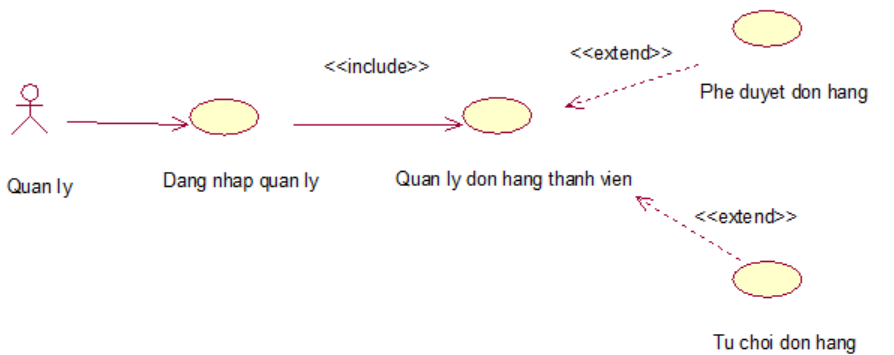 <<include>>
<<extend>>
Phe duyet don hang
Quan ly
Dang nhap quan ly
Quan ly don hang thanh vien
<<extend>>
Tu choi don hang